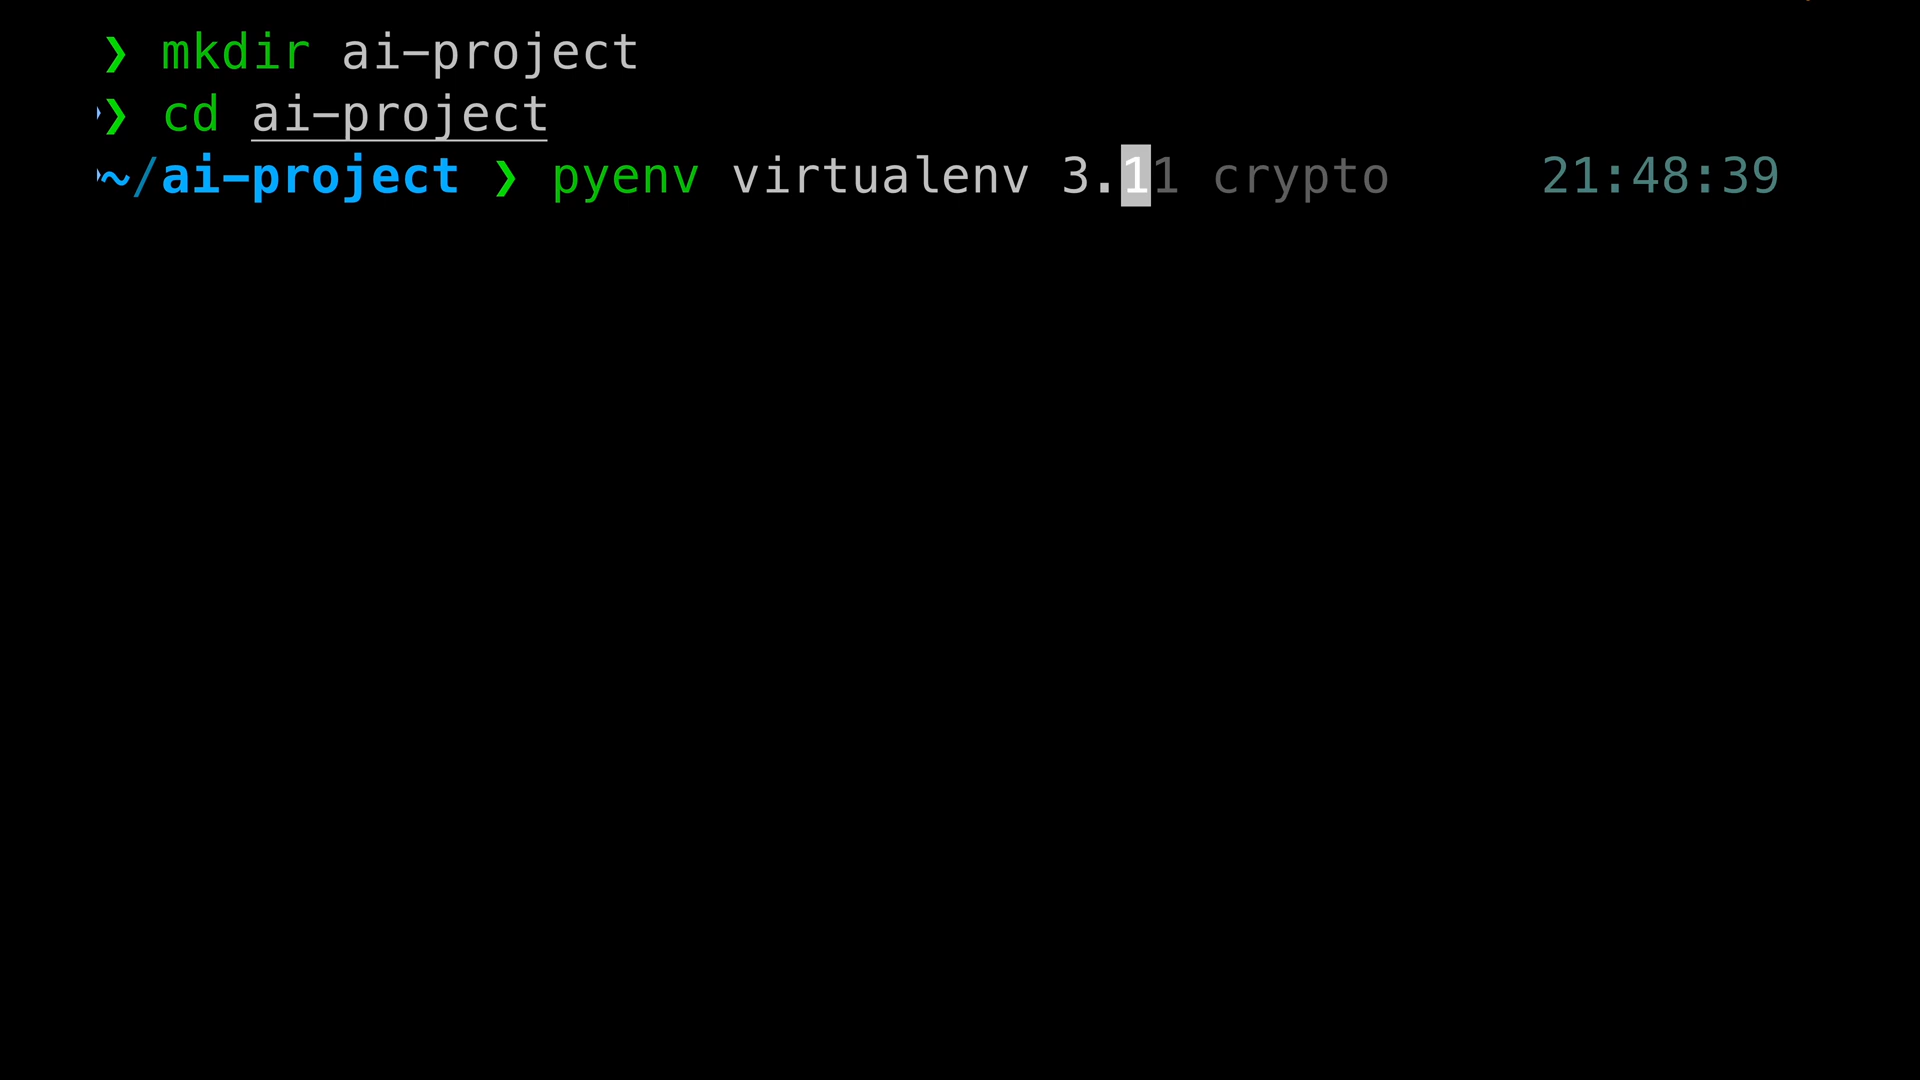 ❯ mkdir ai-project
❯ cd ai-project
~/ai-project ❯ pyenv virtualenv 3.11 crypto 21:48:39